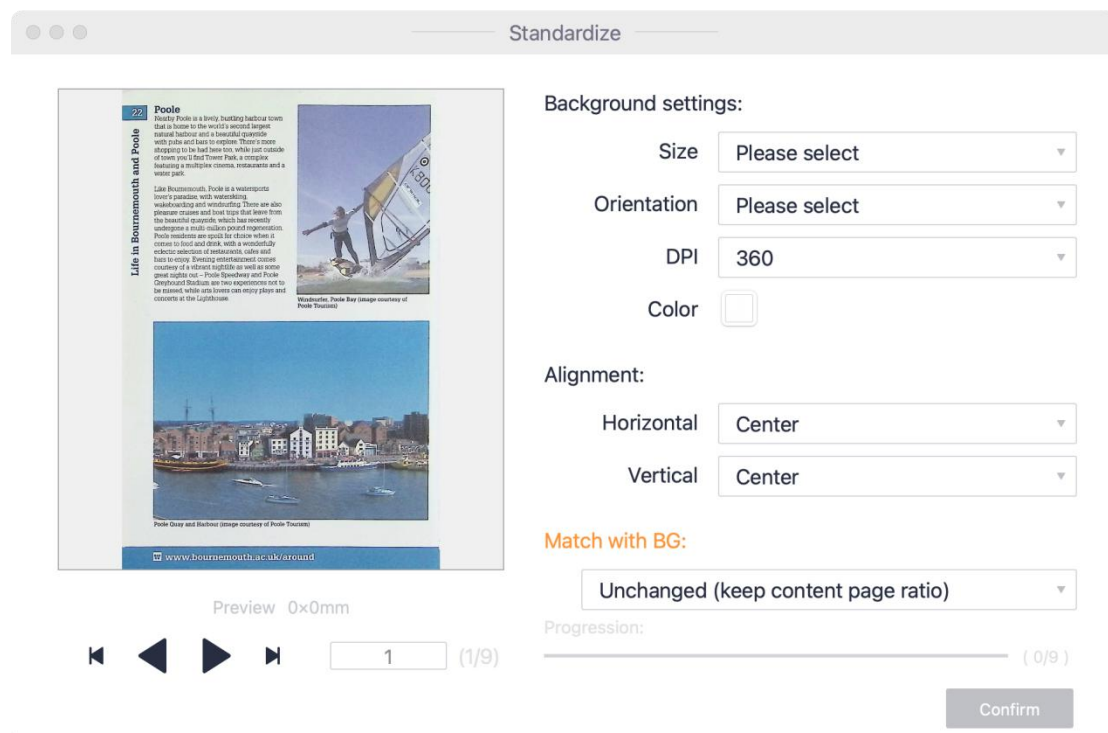 Standardize
22
Life in Bournemouth and Poole
Poole
Nearby Poole is a lively, bustling harbour town
that is home to the world's second largest
natural harbour and a beautiful quayside
with pubs and bars to explore. There's more
shopping to be had here too, while just outside
of town you'll find Tower Park, a complex
featuring a multiplex cinema, restaurants and a
water park.
Like Bournemouth, Poole is a watersports
lover's paradise, with waterskiing,
wakeboarding and windsurfing. There are also
pleasure cruises and boat trips that leave from
the beautiful quayside, which has recently
undergone a multi-million pound regeneration.
Poole residents are spoilt for choice when it
comes to food and drink, with a wonderfully
eclectic selection of restaurants, cafes and
bars to enjoy. Evening entertainment comes
courtesy of a vibrant nightlife as well as some
great nights out – Poole Speedway and Poole
Greyhound Stadium are two experiences not to
be missed, while arts lovers can enjoy plays and
concerts at the Lighthouse.
Windsurfer, Poole Bay (image courtesy of
Poole Tourism)
Poole Quay and Harbour (image courtesy of Poole Tourism)
W www.bournemouth.ac.uk/around
Preview 0×0mm
1 (1/9)
Background settings:
Size Please select
Orientation Please select
DPI 360
Color
Alignment:
Horizontal Center
Vertical Center
Match with BG:
Unchanged (keep content page ratio)
Progression:
( 0/9 )
Confirm